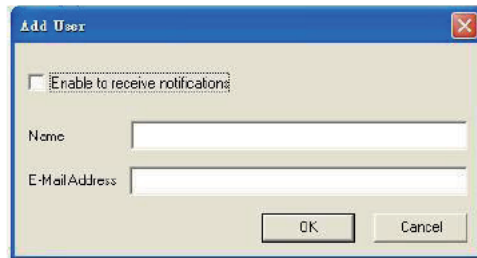 Add User
Enable to receive notifications
Name
E-Mail Address
OK
Cancel